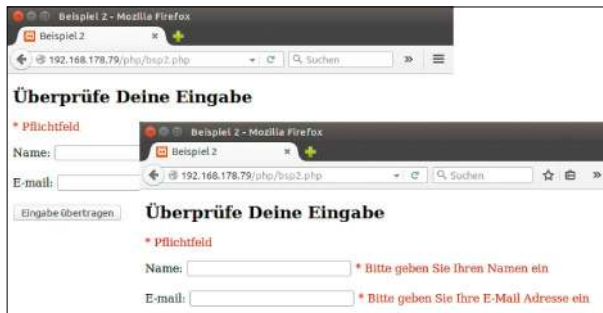 Beispiel 2 - Mozilla Firefox
Beispiel 2
192.168.178.79/php/bsp2.php
Suchen
Überprüfe Deine Eingabe
* Pflichtfeld
Name:
E-mail:
Eingabe übertragen
Beispiel 2 - Mozilla Firefox
Beispiel 2
192.168.178.79/php/bsp2.php
Suchen
Überprüfe Deine Eingabe
* Pflichtfeld
Name: * Bitte geben Sie Ihren Namen ein
E-mail: * Bitte geben Sie Ihre E-Mail Adresse ein